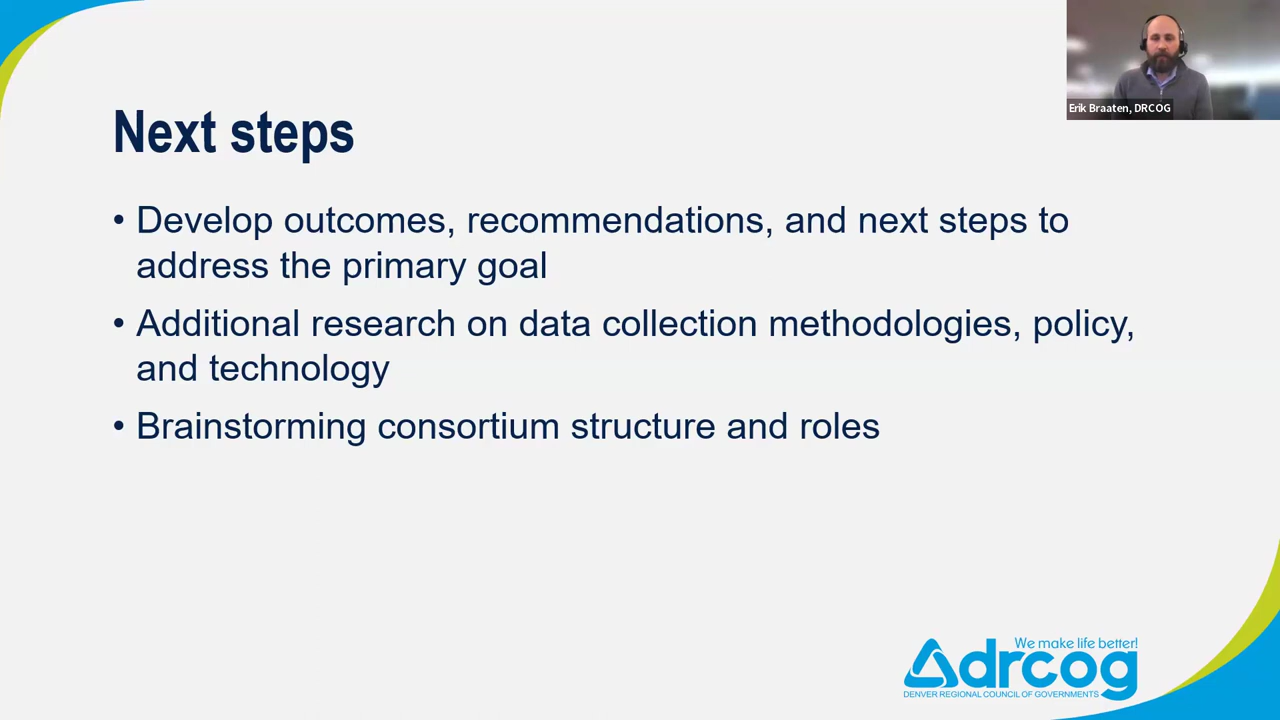 Erik Braaten, DRCOG
Next steps
• Develop outcomes, recommendations, and next steps to
address the primary goal
• Additional research on data collection methodologies, policy,
and technology
• Brainstorming consortium structure and roles
We make life better!
drcog
DENVER REGIONAL COUNCIL OF GOVERNMENTS